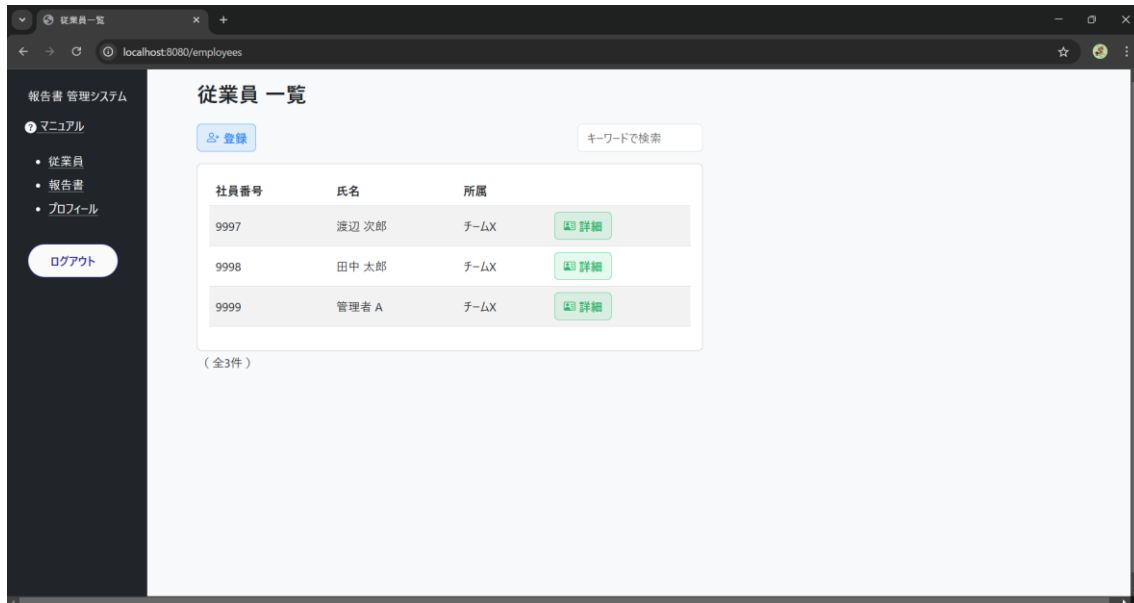 従業員一覧
localhost:8080/employees
報告書 管理システム
マニュアル
従業員
報告書
プロフィール
ログアウト
従業員 一覧
登録
キーワードで検索
社員番号 氏名 所属
9997 渡辺 次郎 チームX 詳細
9998 田中 太郎 チームX 詳細
9999 管理者 A チームX 詳細
( 全3件 )